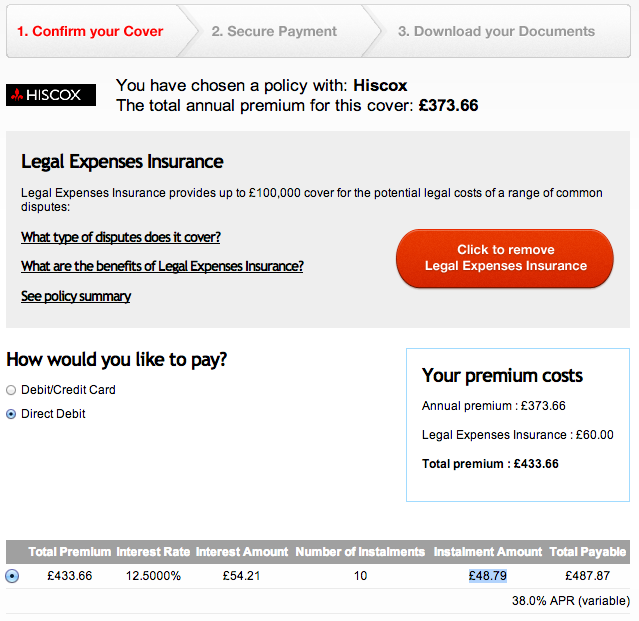 1. Confirm your Cover 2. Secure Payment 3. Download your Documents
HISCOX
You have chosen a policy with: Hiscox
The total annual premium for this cover: £373.66
Legal Expenses Insurance
Legal Expenses Insurance provides up to £100,000 cover for the potential legal costs of a range of common
disputes:
What type of disputes does it cover?
What are the benefits of Legal Expenses Insurance?
See policy summary
Click to remove
Legal Expenses Insurance
How would you like to pay?
Debit/Credit Card
Direct Debit
Your premium costs
Annual premium : £373.66
Legal Expenses Insurance : £60.00
Total premium : £433.66
Total Premium Interest Rate Interest Amount Number of Instalments Instalment Amount Total Payable
£433.66 12.5000% £54.21 10 £48.79 £487.87
38.0% APR (variable)